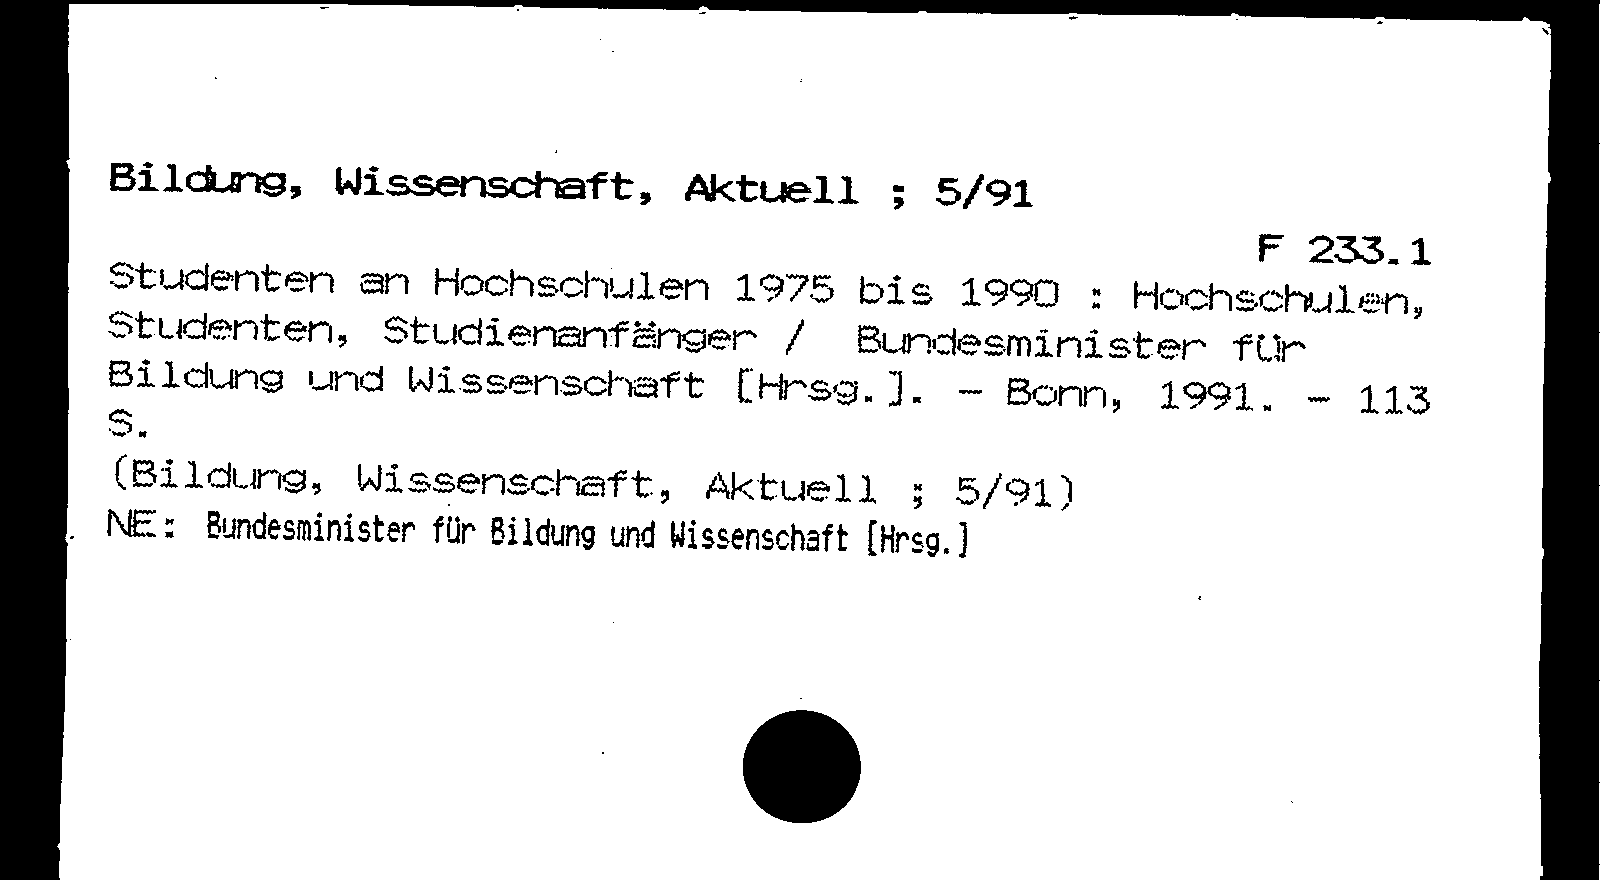 Bildung, Wissenschaft, Aktuell ; 5/91
F 233.1
Studenten an Hochschulen 1975 bis 1990 : Hochschulen,
Studenten, Studienanfänger / Bundesminister für
Bildung und Wissenschaft [Hrsg.]. - Bonn, 1991. - 113
S.
(Bildung, Wissenschaft, Aktuell ; 5/91)
NE: Bundesminister für Bildung und Wissenschaft [Hrsg.]